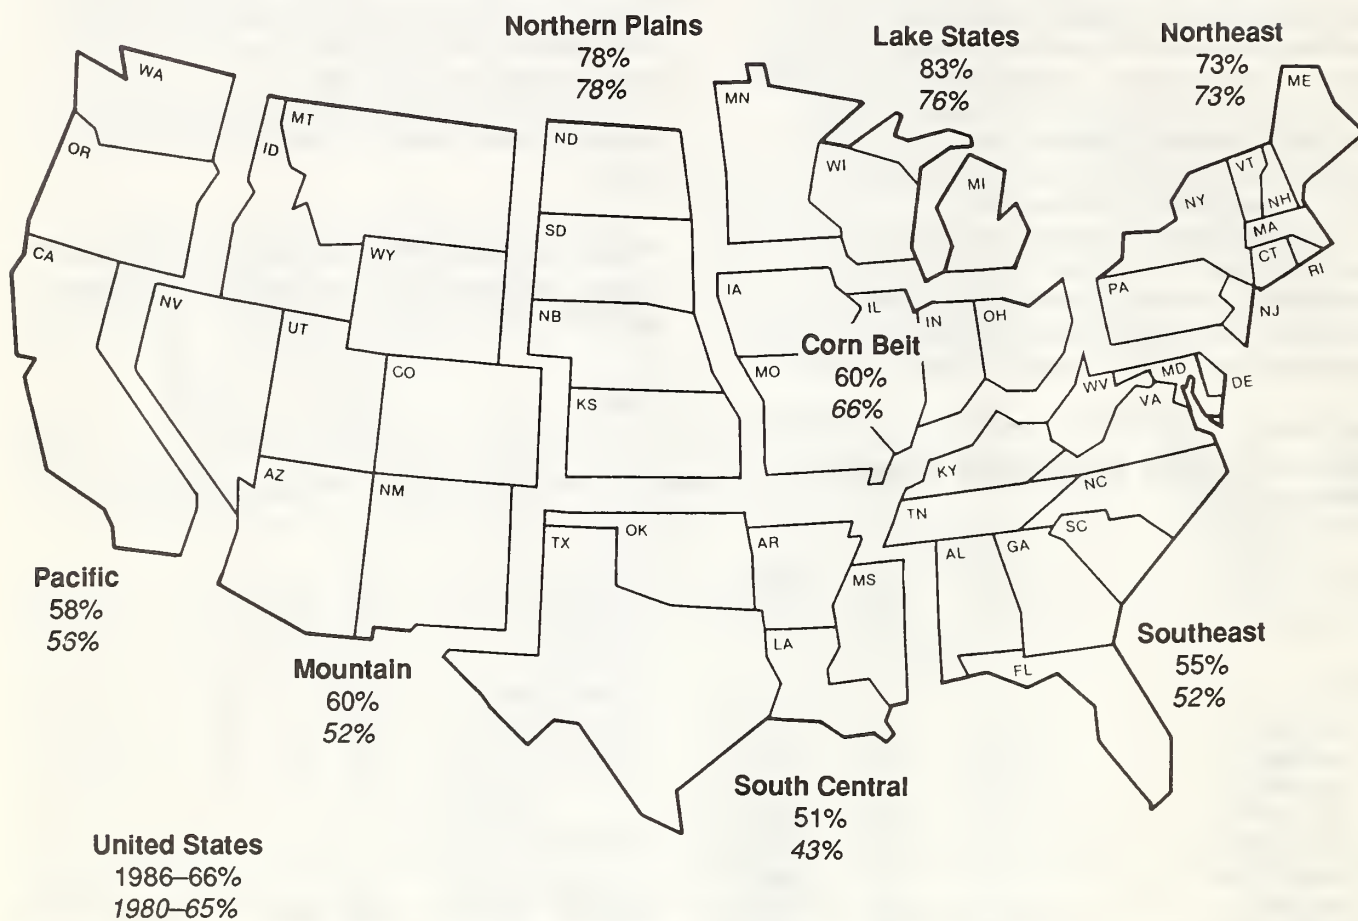 Northern Plains
78%
78%
Lake States
83%
76%
Northeast
73%
73%
WA
OR
CA
MT
ID
WY
NV
UT
CO
AZ
NM
ND
SD
NB
KS
MN
WI
MI
IA
IL
IN
OH
MO
Corn Belt
60%
66%
ME
VT
NH
NY
MA
CT
RI
PA
NJ
MD
DE
WV
VA
KY
NC
TN
SC
AL
GA
MS
AR
OK
TX
LA
FL
Pacific
58%
56%
Mountain
60%
52%
Southeast
55%
52%
South Central
51%
43%
United States
1986–66%
1980–65%